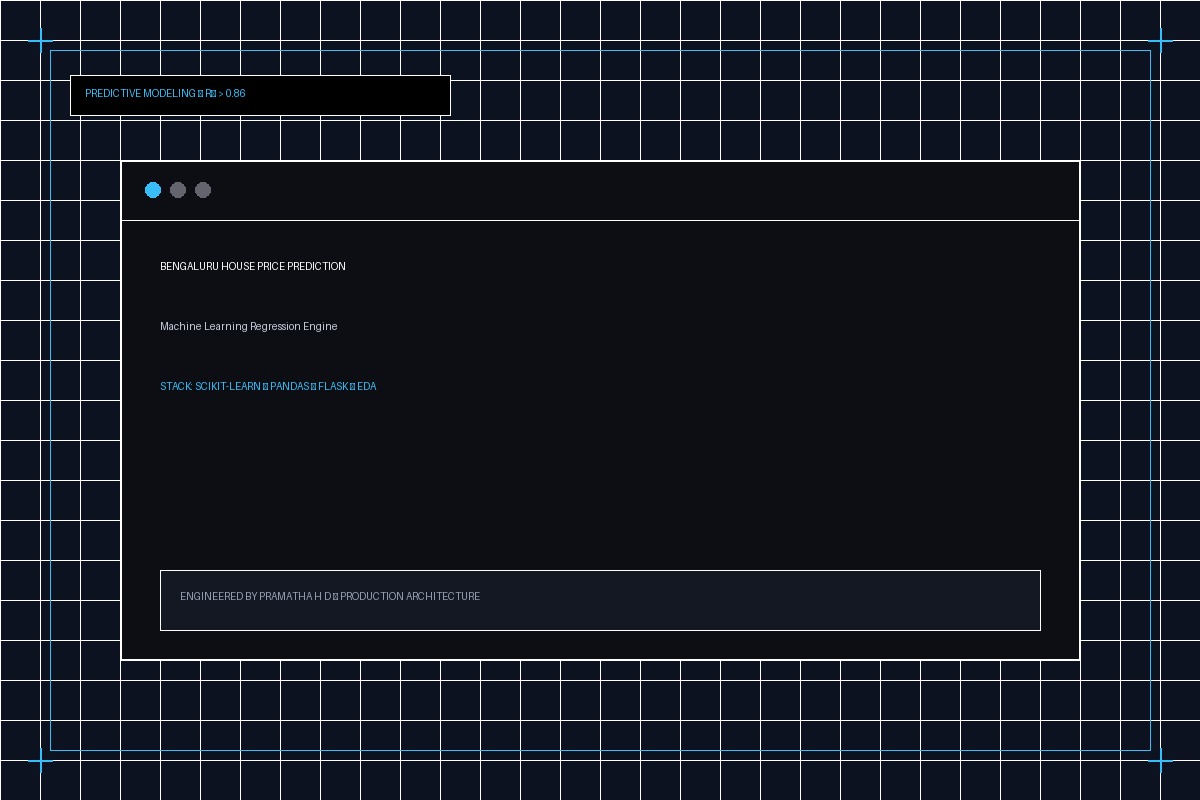 PREDICTIVE MODELING ▯ R▯ > 0.86
BENGALURU HOUSE PRICE PREDICTION
Machine Learning Regression Engine
STACK: SCIKIT-LEARN ▯ PANDAS ▯ FLASK ▯ EDA
ENGINEERED BY PRAMATHA H D ▯ PRODUCTION ARCHITECTURE